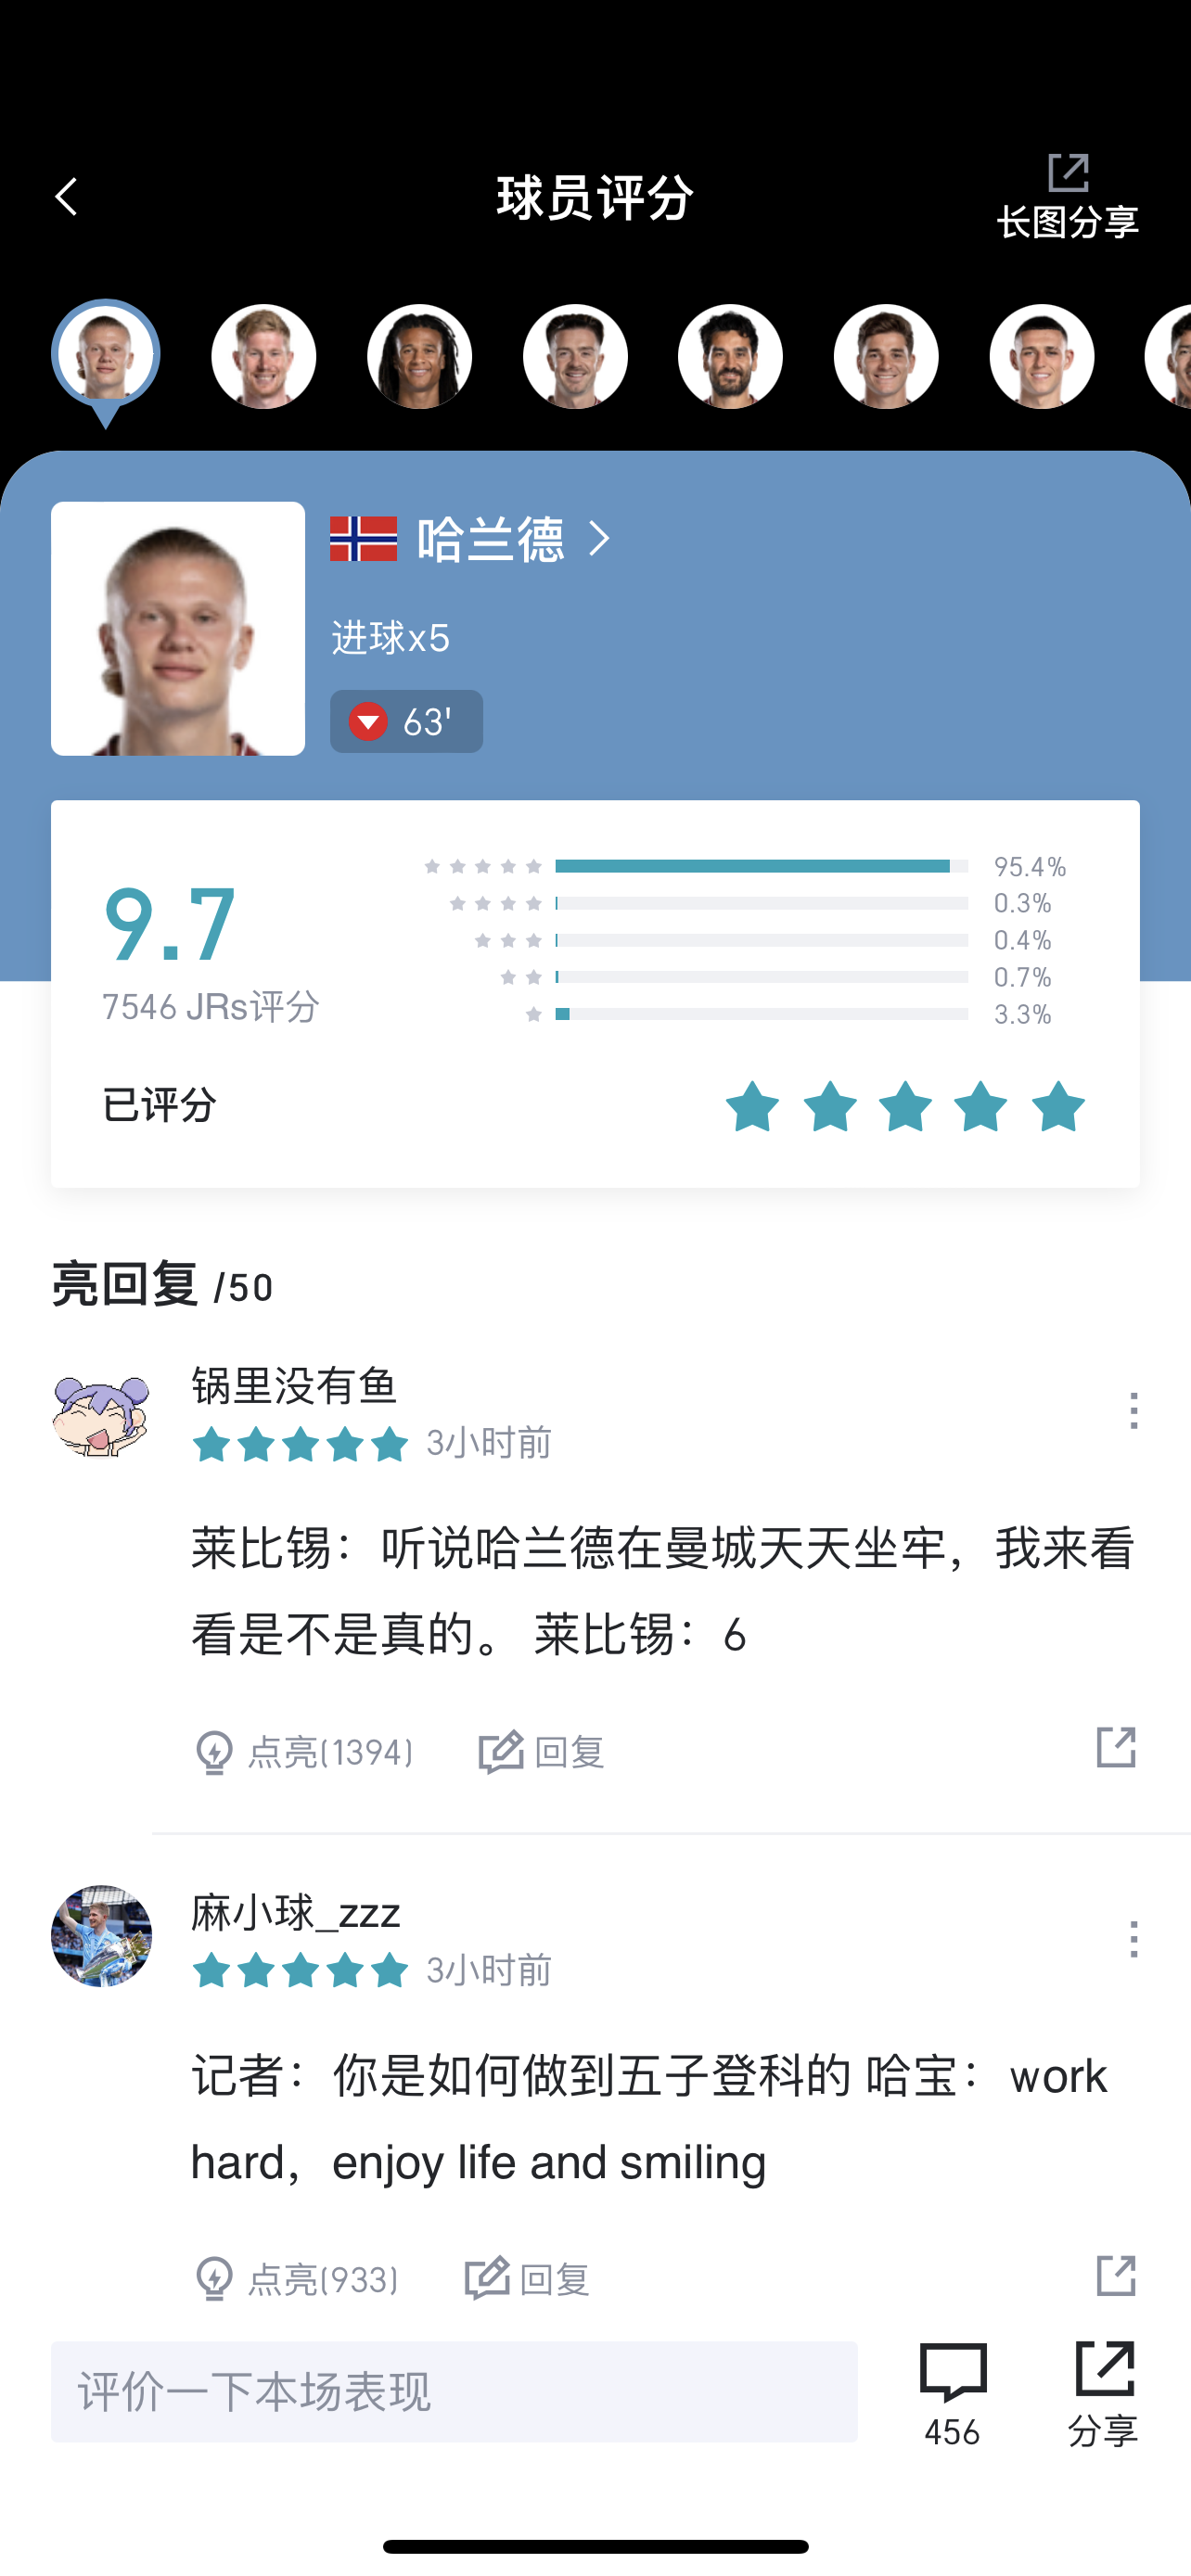 球员评分
长图分享
哈兰德
进球x5
63'
9.7
7546 JRs评分
95.4%
0.3%
0.4%
0.7%
3.3%
已评分
亮回复 /50
锅里没有鱼
3小时前
莱比锡：听说哈兰德在曼城天天坐牢，我来看
看是不是真的。 莱比锡：6
点亮(1394)
回复
麻小球_zzz
3小时前
记者：你是如何做到五子登科的 哈宝：work
hard，enjoy life and smiling
点亮(933)
回复
评价一下本场表现
456
分享